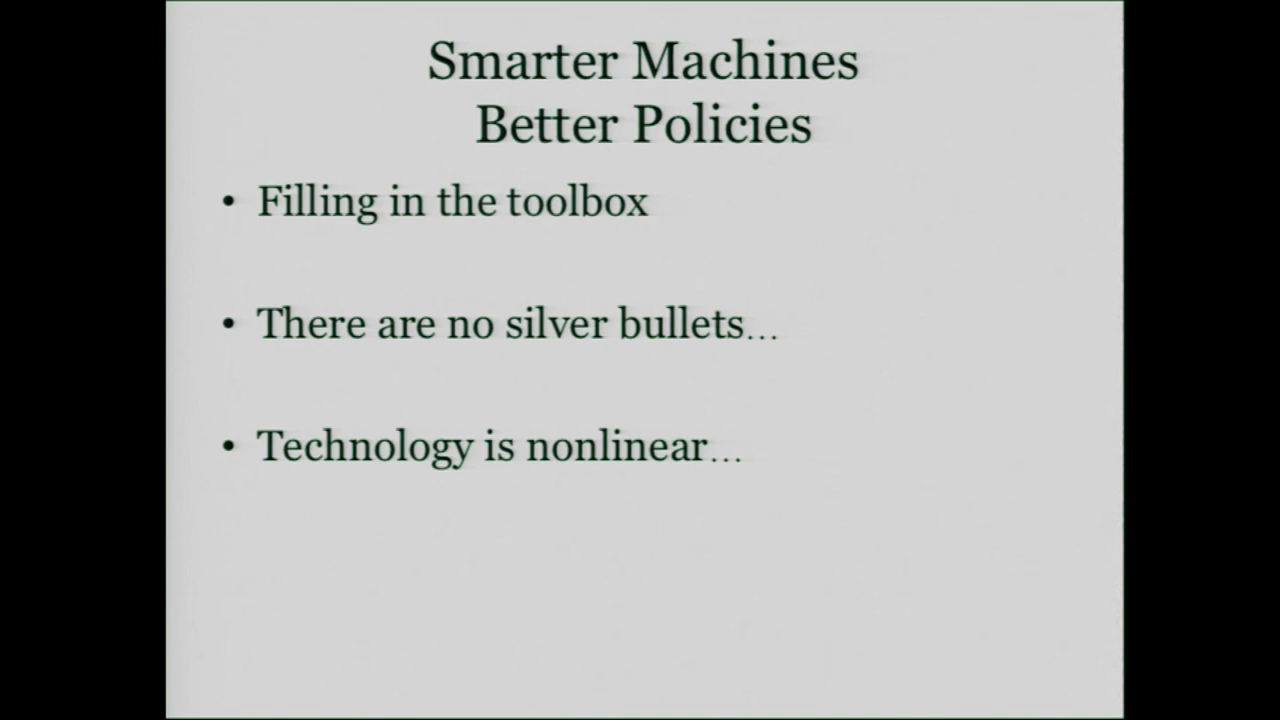 Smarter Machines
Better Policies
• Filling in the toolbox
• There are no silver bullets…
• Technology is nonlinear…